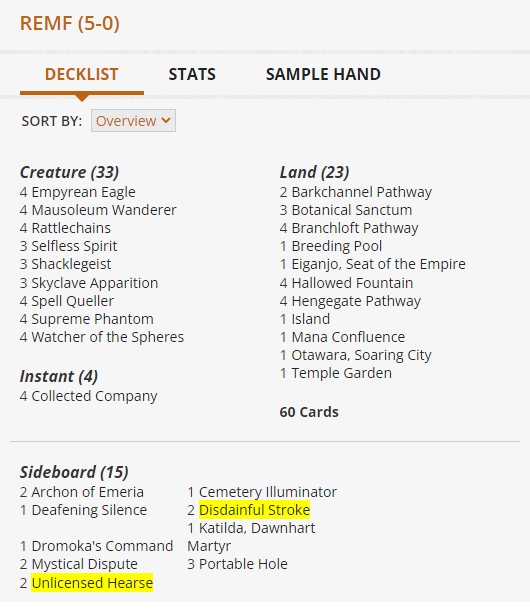 REMF (5-0)
DECKLIST STATS SAMPLE HAND
SORT BY: Overview
Creature (33)
4 Empyrean Eagle
4 Mausoleum Wanderer
4 Rattlechains
3 Selfless Spirit
3 Shacklegeist
3 Skyclave Apparition
4 Spell Queller
4 Supreme Phantom
4 Watcher of the Spheres
Instant (4)
4 Collected Company
Land (23)
2 Barkchannel Pathway
3 Botanical Sanctum
4 Branchloft Pathway
1 Breeding Pool
1 Eiganjo, Seat of the Empire
4 Hallowed Fountain
4 Hengegate Pathway
1 Island
1 Mana Confluence
1 Otawara, Soaring City
1 Temple Garden
60 Cards
Sideboard (15)
2 Archon of Emeria
1 Deafening Silence
1 Dromoka's Command
2 Mystical Dispute
2 Unlicensed Hearse
1 Cemetery Illuminator
2 Disdainful Stroke
1 Katilda, Dawnhart
Martyr
3 Portable Hole